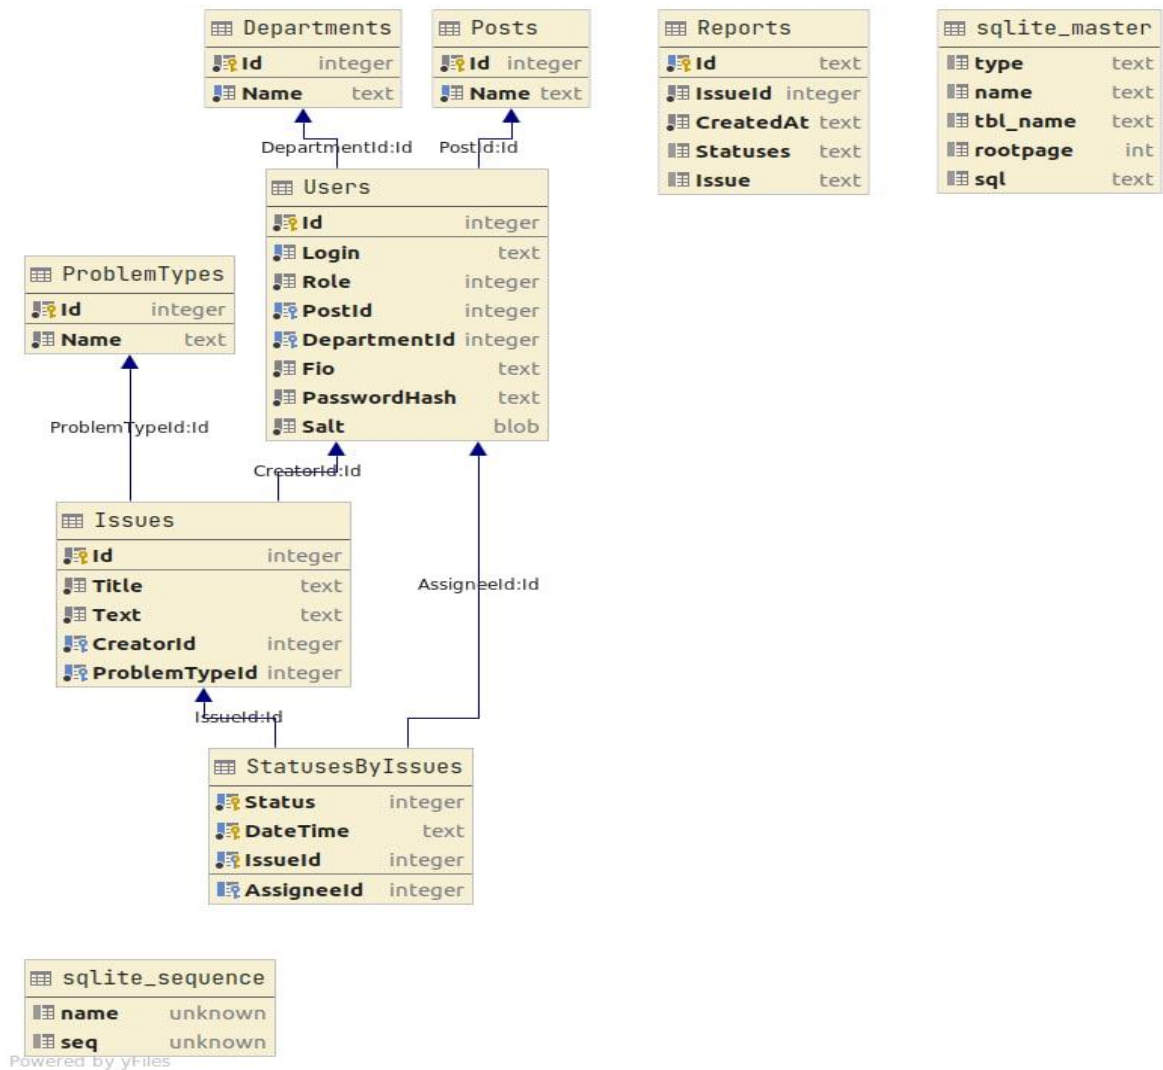 Departments
Id integer
Name text
Posts
Id integer
Name text
Reports
Id text
IssueId integer
CreatedAt text
Statuses text
Issue text
sqlite_master
type text
name text
tbl_name text
rootpage int
sql text
DepartmentId:Id
PostId:Id
Users
Id integer
Login text
Role integer
PostId integer
DepartmentId integer
Fio text
PasswordHash text
Salt blob
ProblemTypes
Id integer
Name text
ProblemTypeId:Id
CreatorId:Id
Issues
Id integer
Title text
Text text
CreatorId integer
ProblemTypeId integer
AssigneeId:Id
IssueId:Id
StatusesByIssues
Status integer
DateTime text
IssueId integer
AssigneeId integer
sqlite_sequence
name unknown
seq unknown
Powered by yFiles